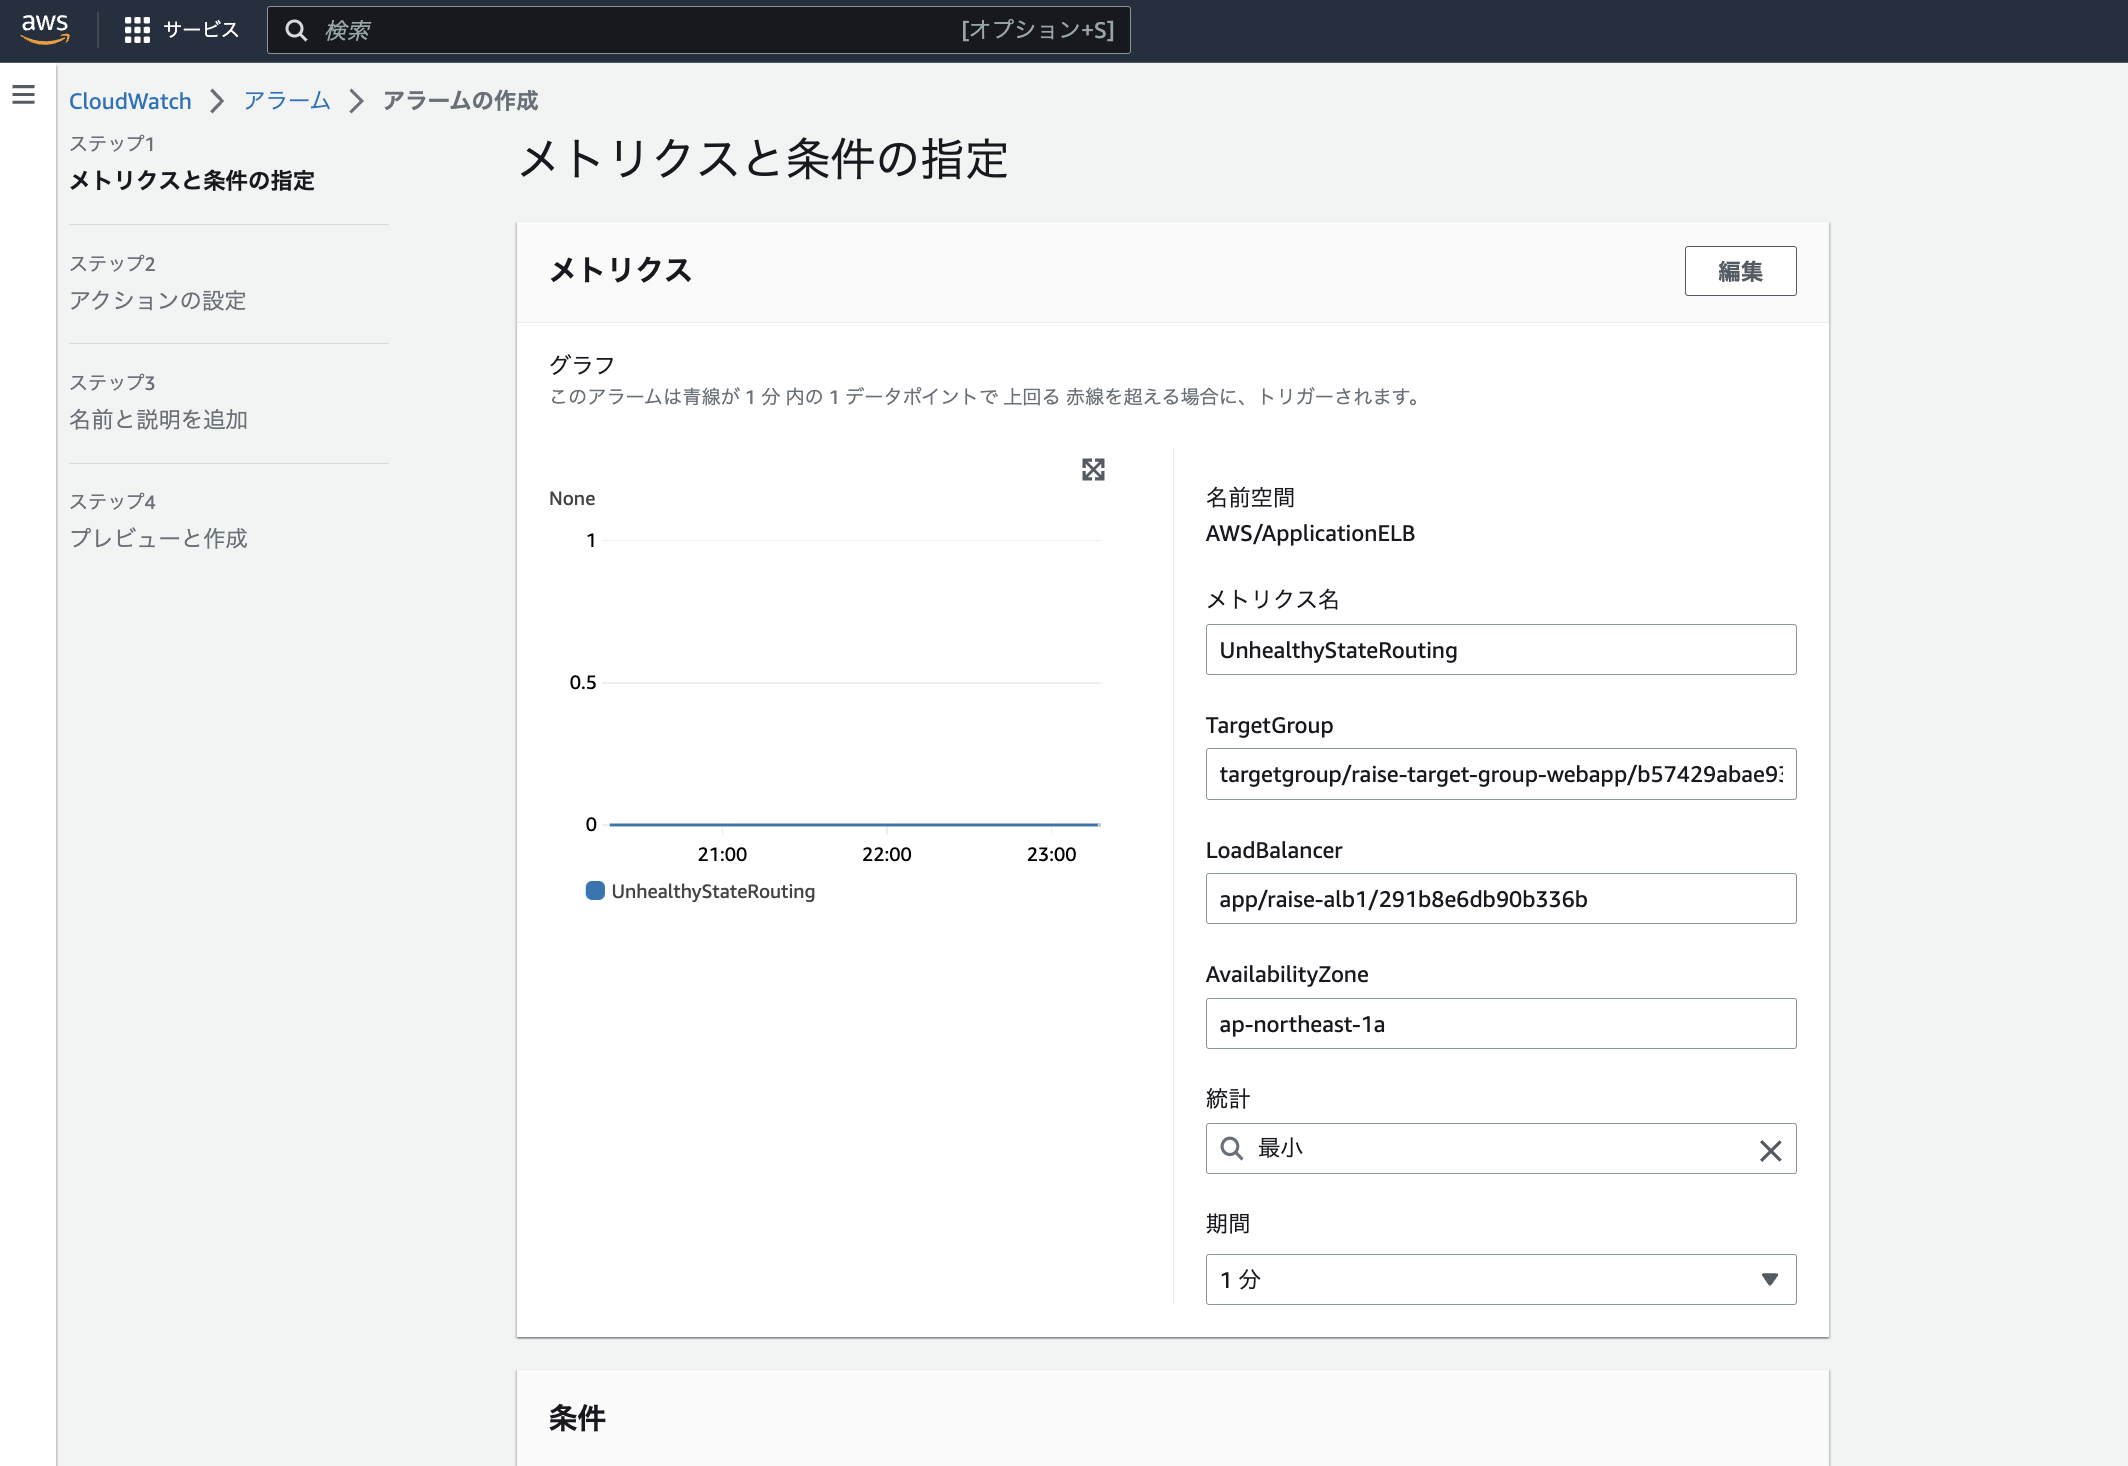 aws
サービス
検索
[オプション+S]
CloudWatch
アラーム
アラームの作成
ステップ1
メトリクスと条件の指定
ステップ2
アクションの設定
ステップ3
名前と説明を追加
ステップ4
プレビューと作成
メトリクスと条件の指定
メトリクス
編集
グラフ
このアラームは青線が 1 分 内の 1 データポイントで 上回る 赤線を超える場合に、トリガーされます。
None
1
0.5
0
21:00
22:00
23:00
UnhealthyStateRouting
名前空間
AWS/ApplicationELB
メトリクス名
UnhealthyStateRouting
TargetGroup
targetgroup/raise-target-group-webapp/b57429abae93
LoadBalancer
app/raise-alb1/291b8e6db90b336b
AvailabilityZone
ap-northeast-1a
統計
最小
期間
1 分
条件